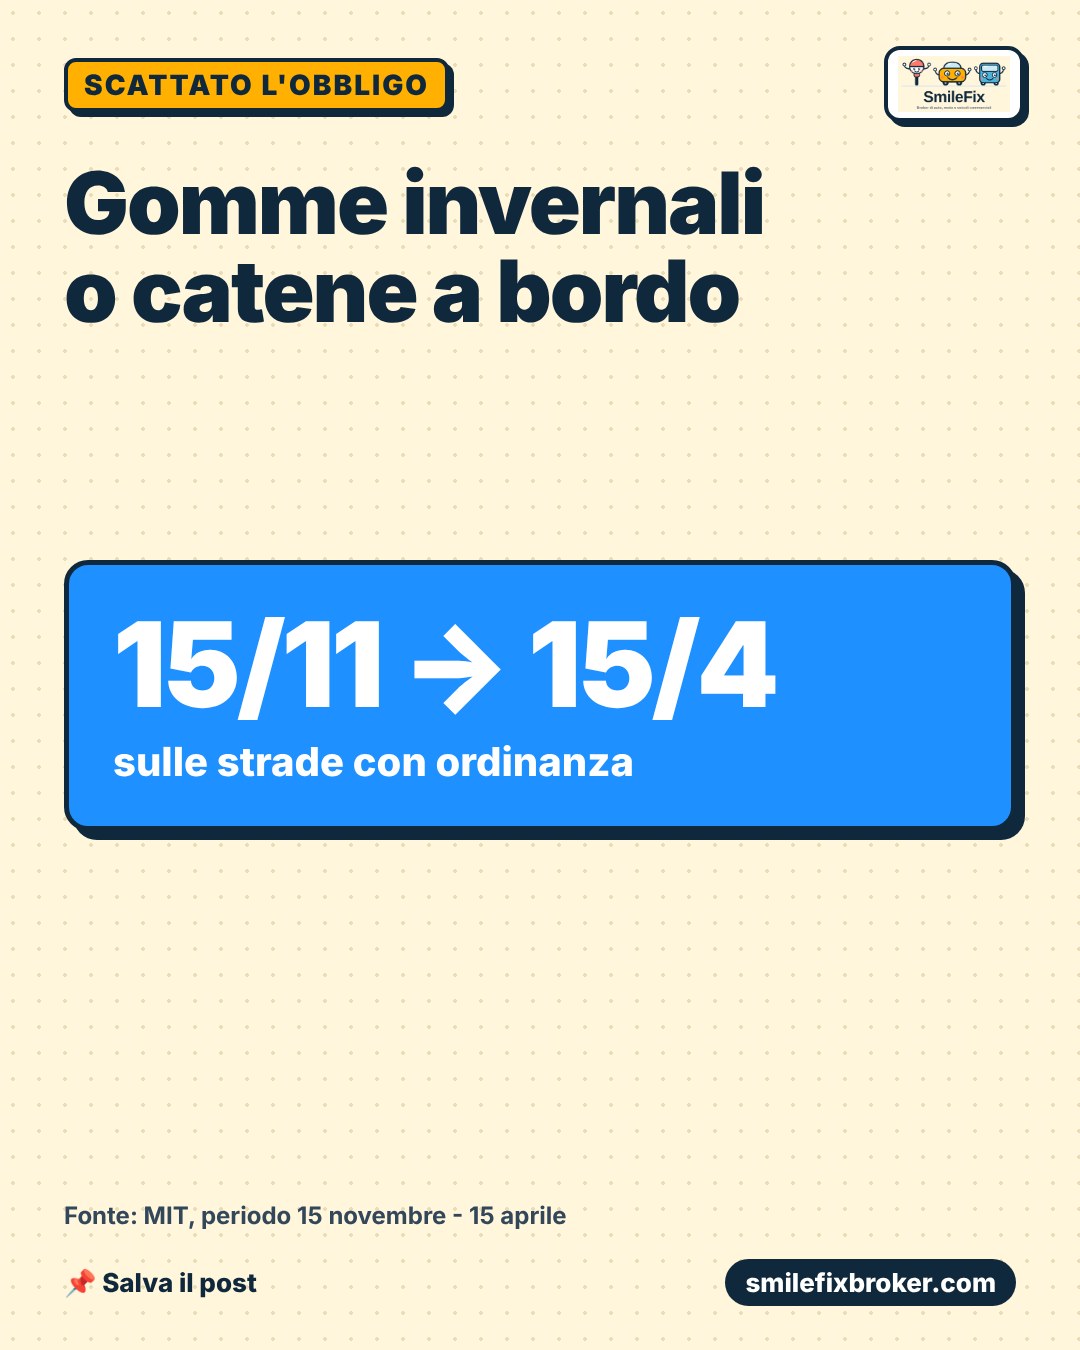 SCATTATO L'OBBLIGO
SmileFix
Gomme invernali
o catene a bordo
15/11 → 15/4
sulle strade con ordinanza
Fonte: MIT, periodo 15 novembre - 15 aprile
📌 Salva il post
smilefixbroker.com